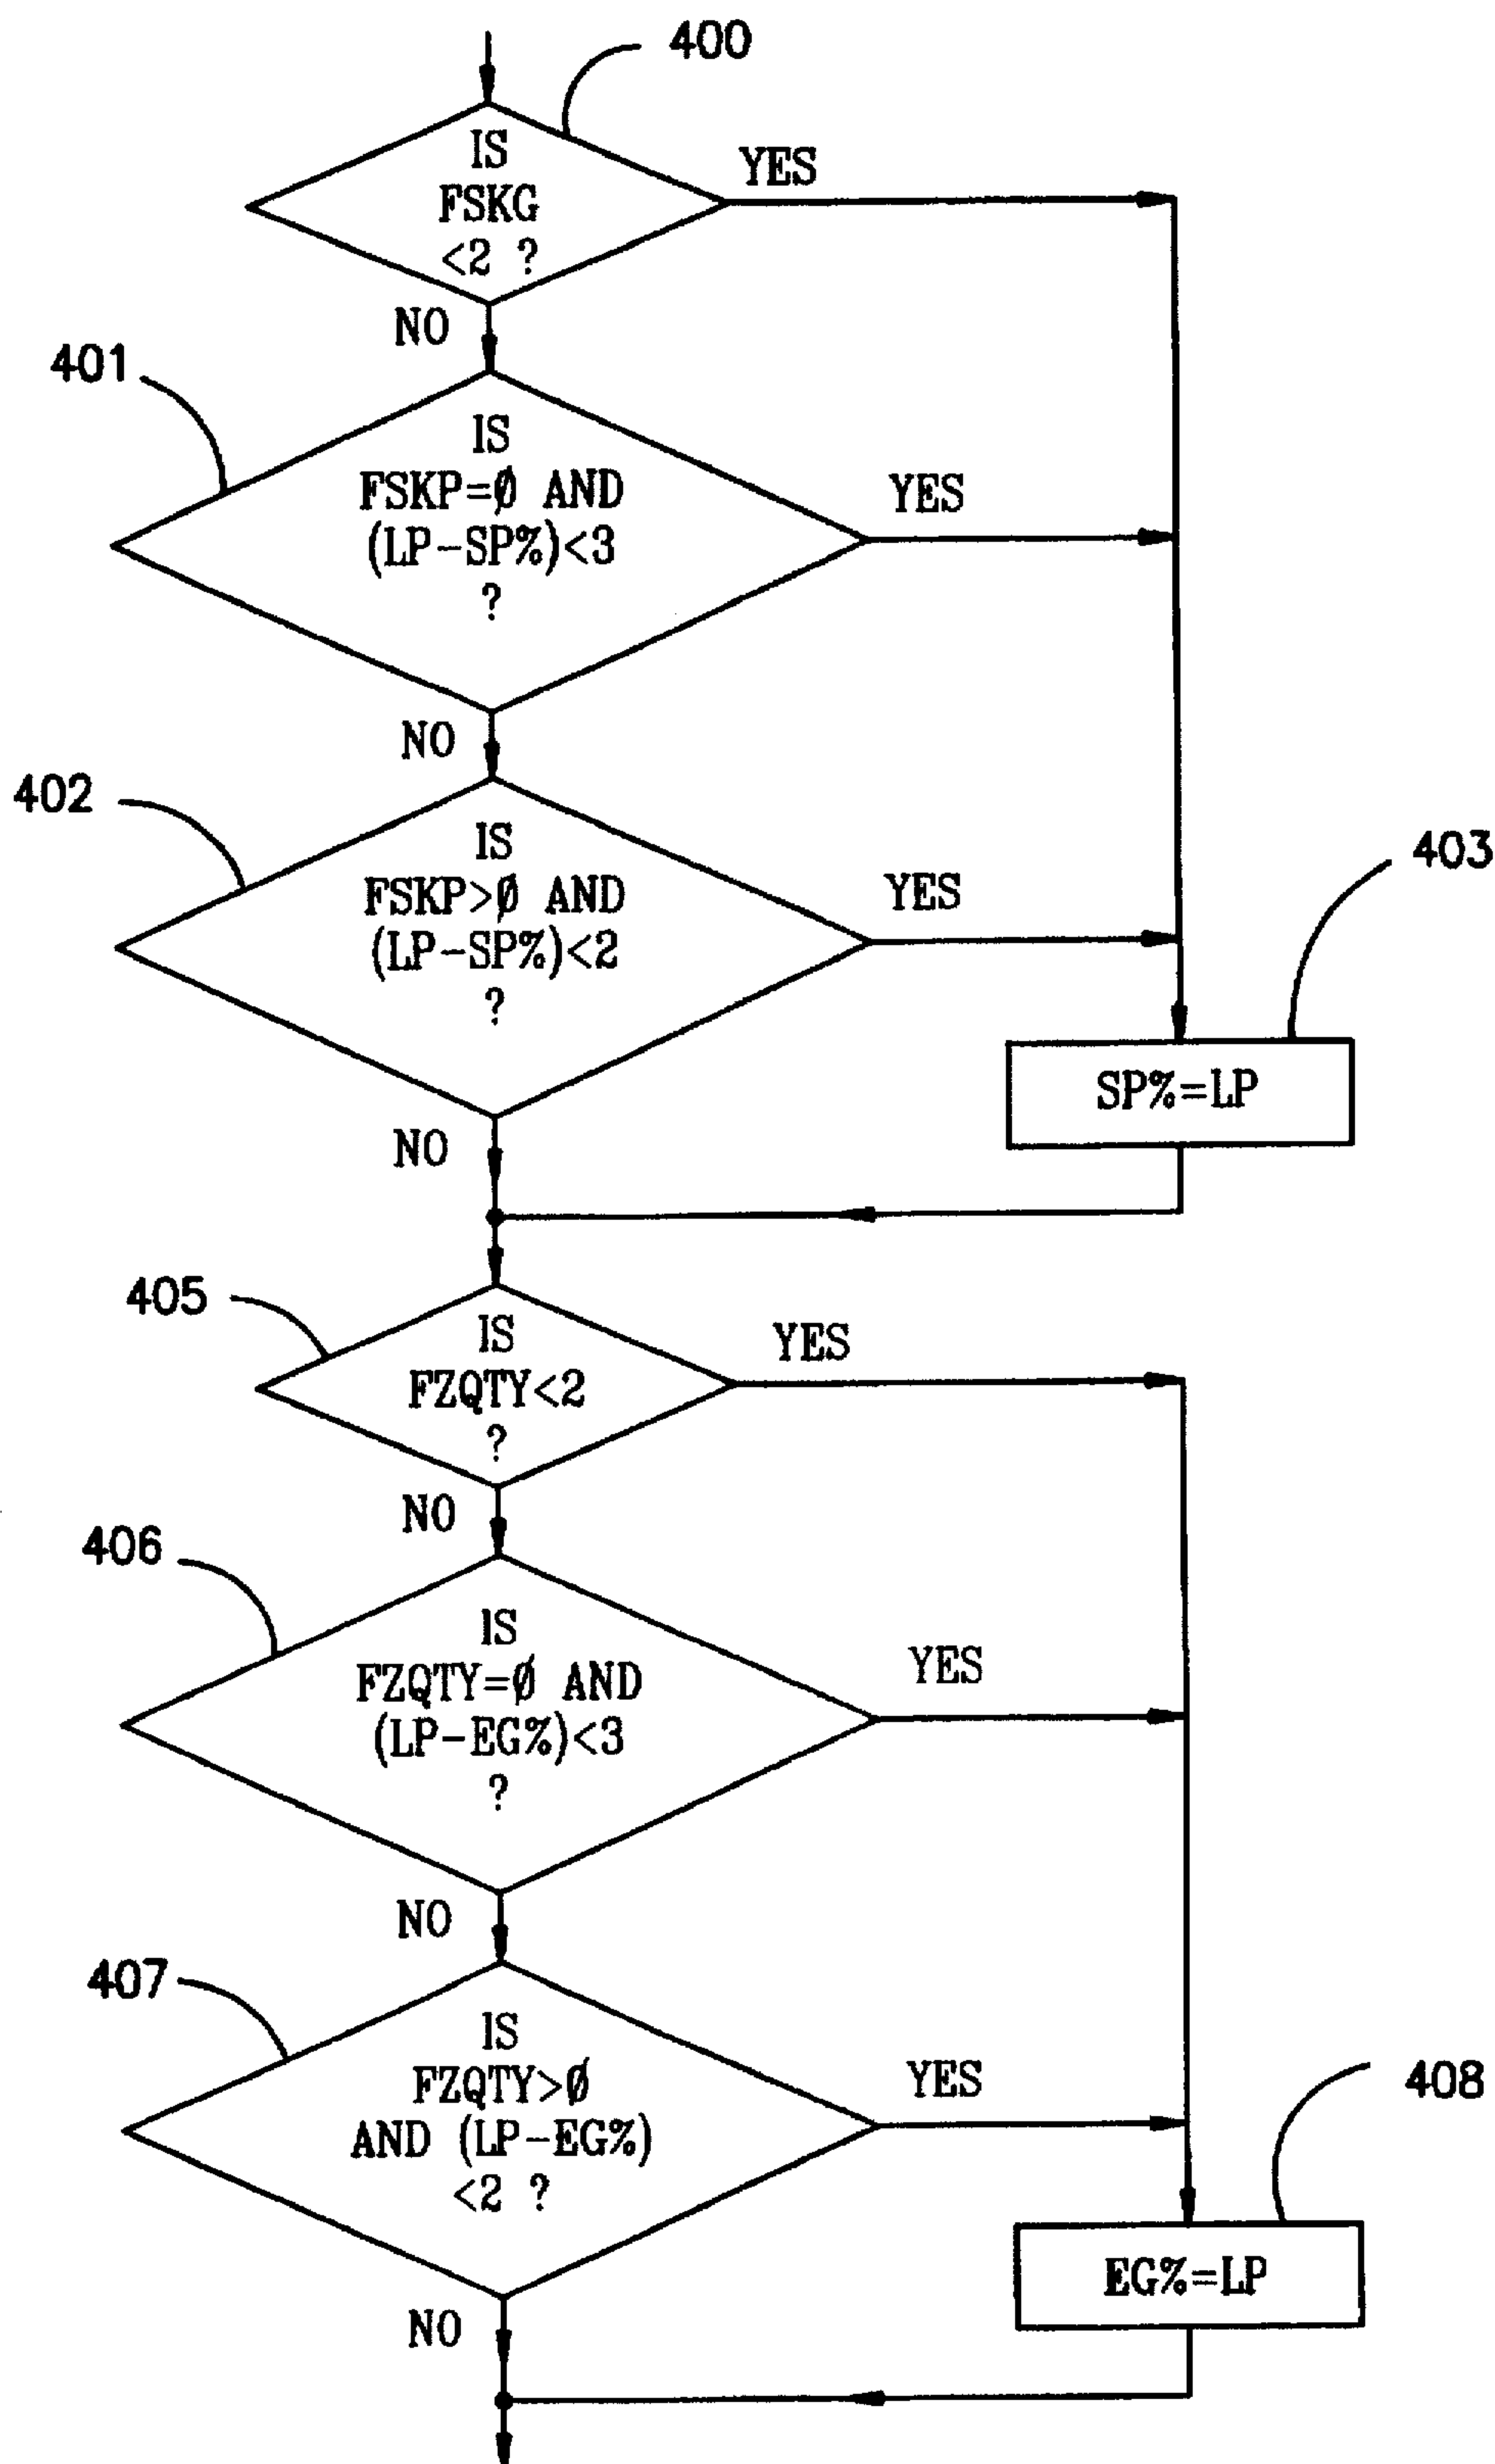 400
IS
FSKG
<2 ?
YES
NO
401
IS
FSKP=Ø AND
(LP-SP%)<3
?
YES
NO
402
IS
FSKP>Ø AND
(LP-SP%)<2
?
YES
403
SP%=LP
NO
405
IS
FZQTY<2
?
YES
NO
406
IS
FZQTY=Ø AND
(LP-EG%)<3
?
YES
NO
407
IS
FZQTY>Ø
AND (LP-EG%)
<2 ?
YES
408
EG%=LP
NO